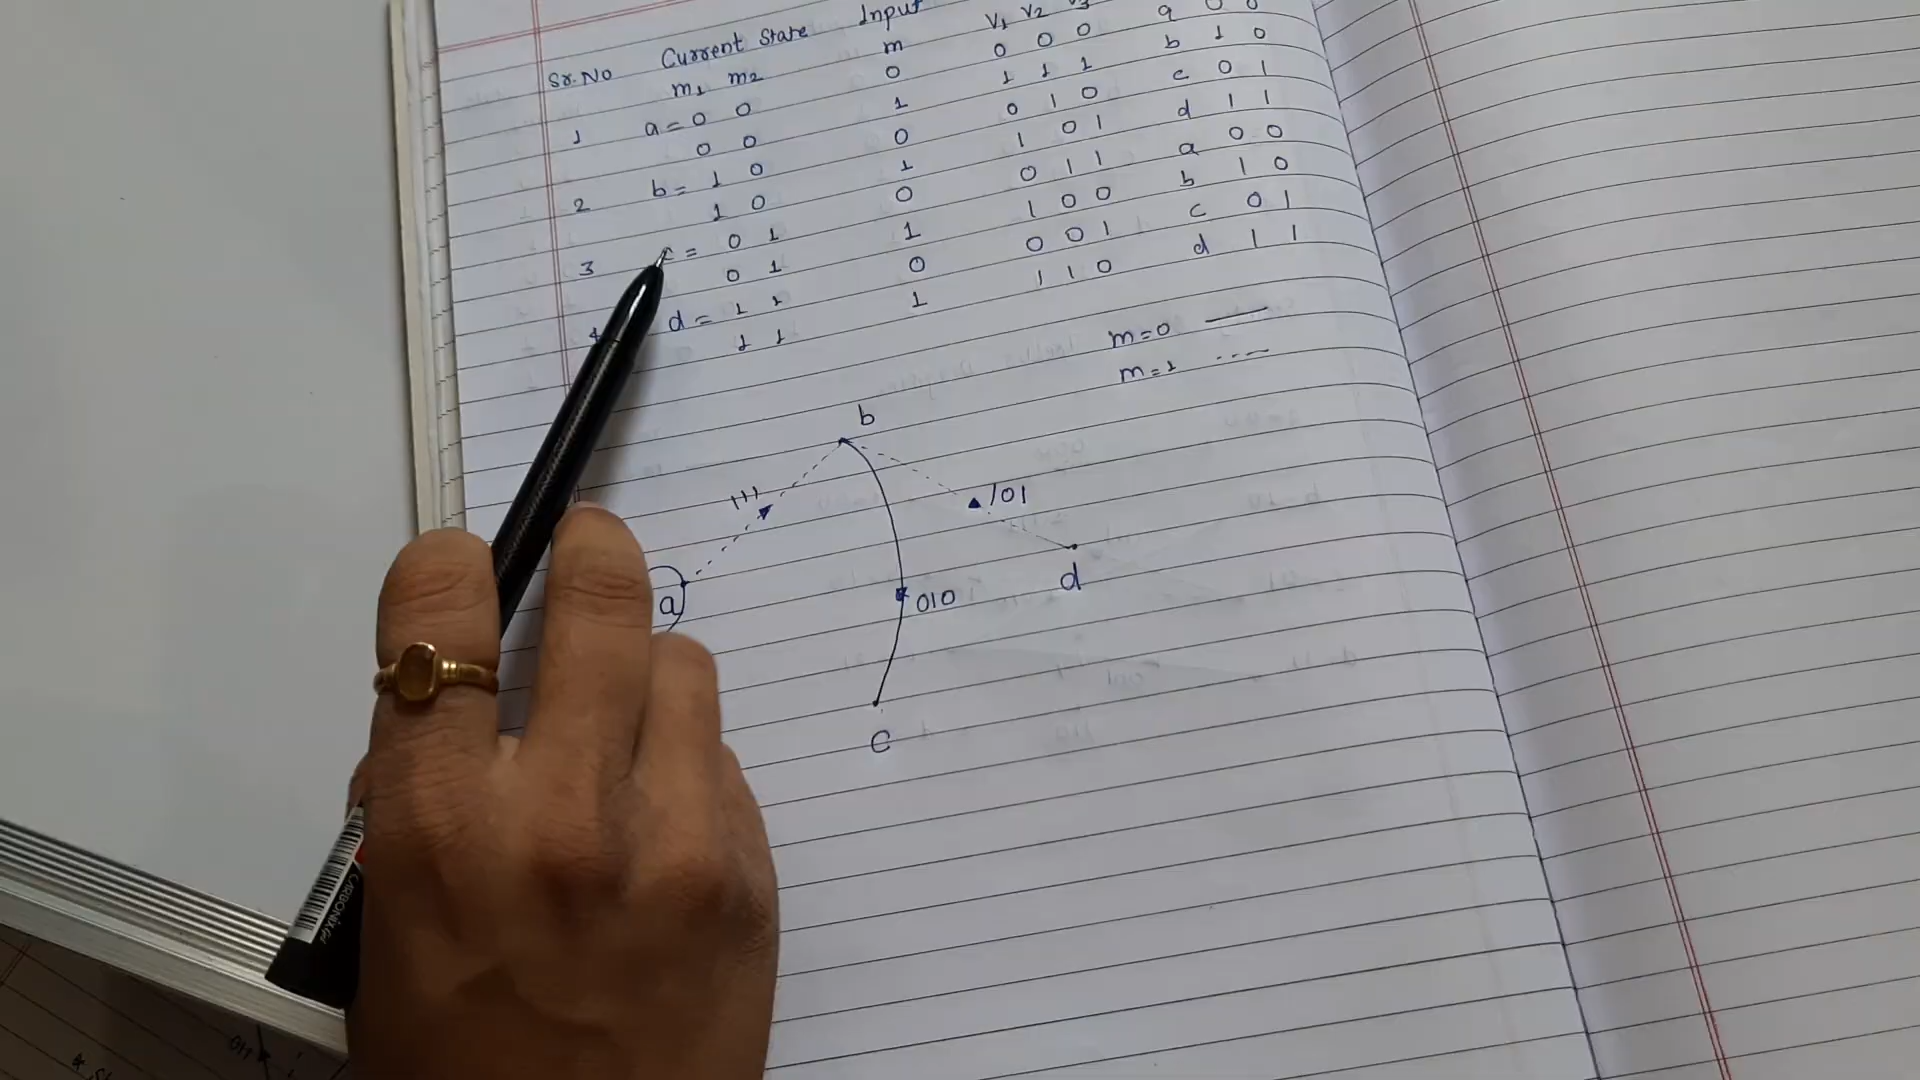 Input
Current State
Sr. No m1 m2 m V1 V2 V3
1 a = 0 0 0 0 0 0 a 0 0
0 0 1 1 1 1 b 1 0
2 b = 1 0 0 0 1 0 c 0 1
1 0 1 1 0 1 d 1 1
3 c = 0 1 0 0 1 1 a 0 0
0 1 1 1 0 0 b 1 0
4 d = 1 1 0 0 0 1 c 0 1
1 1 1 1 1 0 d 1 1
m=0
m=1
b
111
101
a
010
d
c
CARBONIX Gel